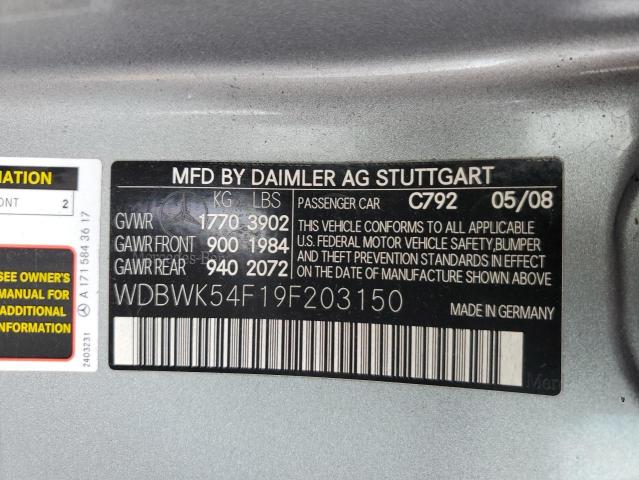 NATION
ONT 2
SEE OWNER'S
MANUAL FOR
ADDITIONAL
INFORMATION
A 171 584 36 17
2403231
MFD BY DAIMLER AG STUTTGART
KG LBS PASSENGER CAR C792 05/08
GVWR 1770 3902
GAWR FRONT 900 1984
GAWR REAR 940 2072
THIS VEHICLE CONFORMS TO ALL APPLICABLE
U.S. FEDERAL MOTOR VEHICLE SAFETY,BUMPER
AND THEFT PREVENTION STANDARDS IN EFFECT
ON THE DATE OF MANUFACTURE SHOWN ABOVE.
WDBWK54F19F203150
MADE IN GERMANY